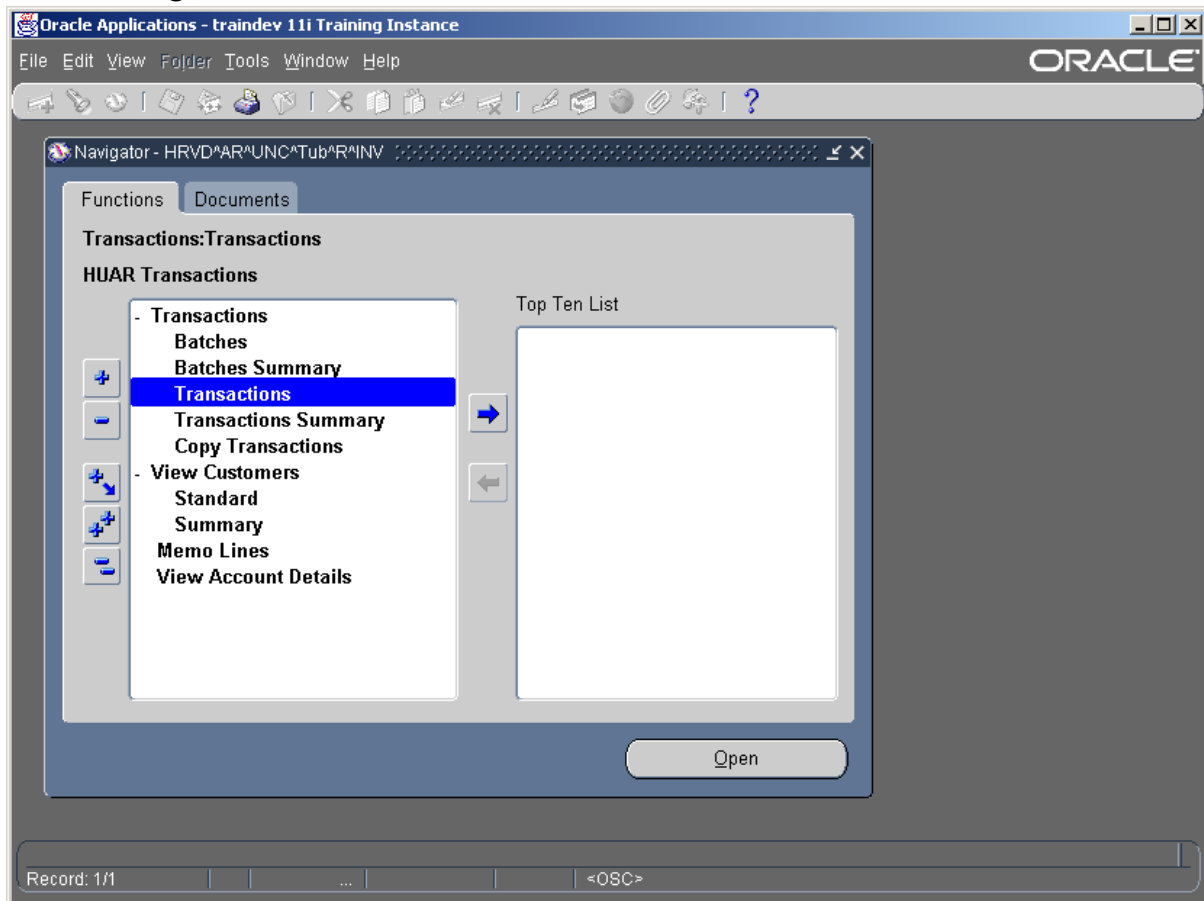 Oracle Applications - traindev 11i Training Instance
File Edit View Folder Tools Window Help
ORACLE
Navigator - HRVD^AR^UNC^Tub^R^INV
Functions Documents
Transactions:Transactions
HUAR Transactions
Top Ten List
- Transactions
Batches
Batches Summary
Transactions
Transactions Summary
Copy Transactions
- View Customers
Standard
Summary
Memo Lines
View Account Details
Open
Record: 1/1 ... <OSC>